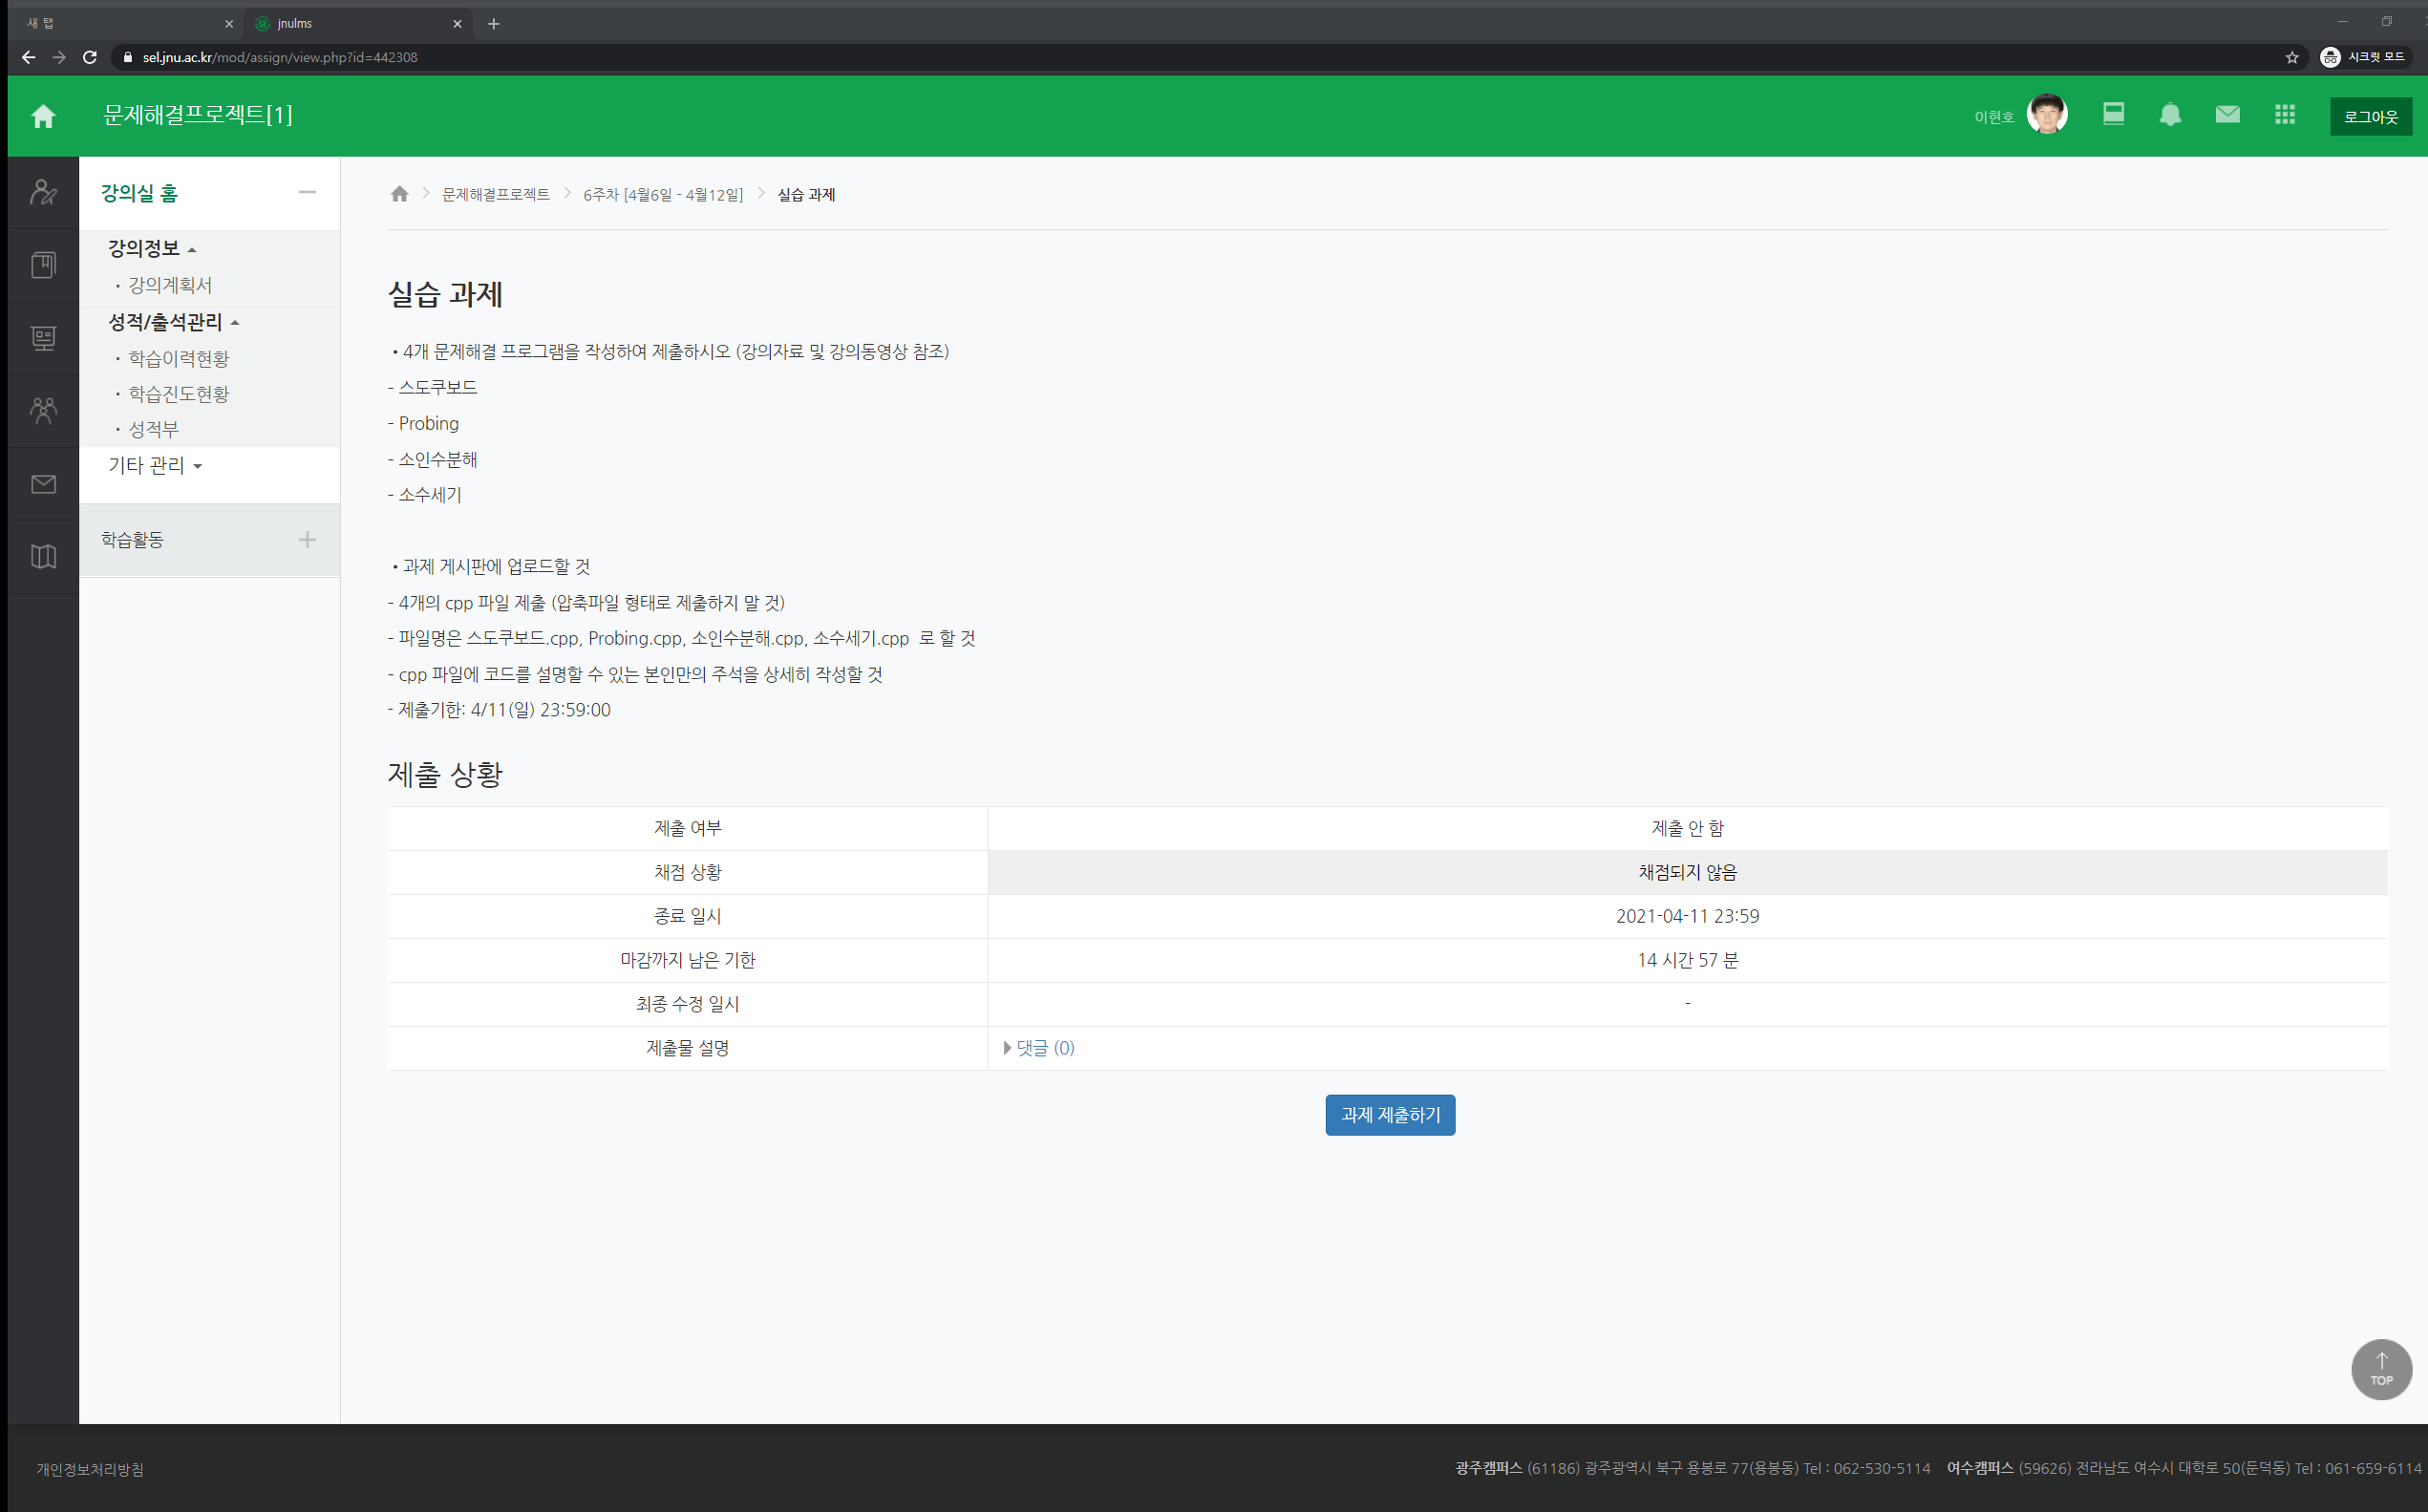 새 탭
jnulms
sel.jnu.ac.kr/mod/assign/view.php?id=442308
시크릿 모드
문제해결프로젝트[1]
이현호
로그아웃
강의실 홈
강의정보
· 강의계획서
성적/출석관리
· 학습이력현황
· 학습진도현황
· 성적부
기타 관리
학습활동
문제해결프로젝트 > 6주차 [4월6일 - 4월12일] > 실습 과제
실습 과제
• 4개 문제해결 프로그램을 작성하여 제출하시오 (강의자료 및 강의동영상 참조)
- 스도쿠보드
- Probing
- 소인수분해
- 소수세기
• 과제 게시판에 업로드할 것
- 4개의 cpp 파일 제출 (압축파일 형태로 제출하지 말 것)
- 파일명은 스도쿠보드.cpp, Probing.cpp, 소인수분해.cpp, 소수세기.cpp 로 할 것
- cpp 파일에 코드를 설명할 수 있는 본인만의 주석을 상세히 작성할 것
- 제출기한: 4/11(일) 23:59:00
제출 상황
제출 여부 제출 안 함
채점 상황 채점되지 않음
종료 일시 2021-04-11 23:59
마감까지 남은 기한 14 시간 57 분
최종 수정 일시 -
제출물 설명 댓글 (0)
과제 제출하기
TOP
개인정보처리방침
광주캠퍼스 (61186) 광주광역시 북구 용봉로 77(용봉동) Tel : 062-530-5114 여수캠퍼스 (59626) 전라남도 여수시 대학로 50(둔덕동) Tel : 061-659-6114